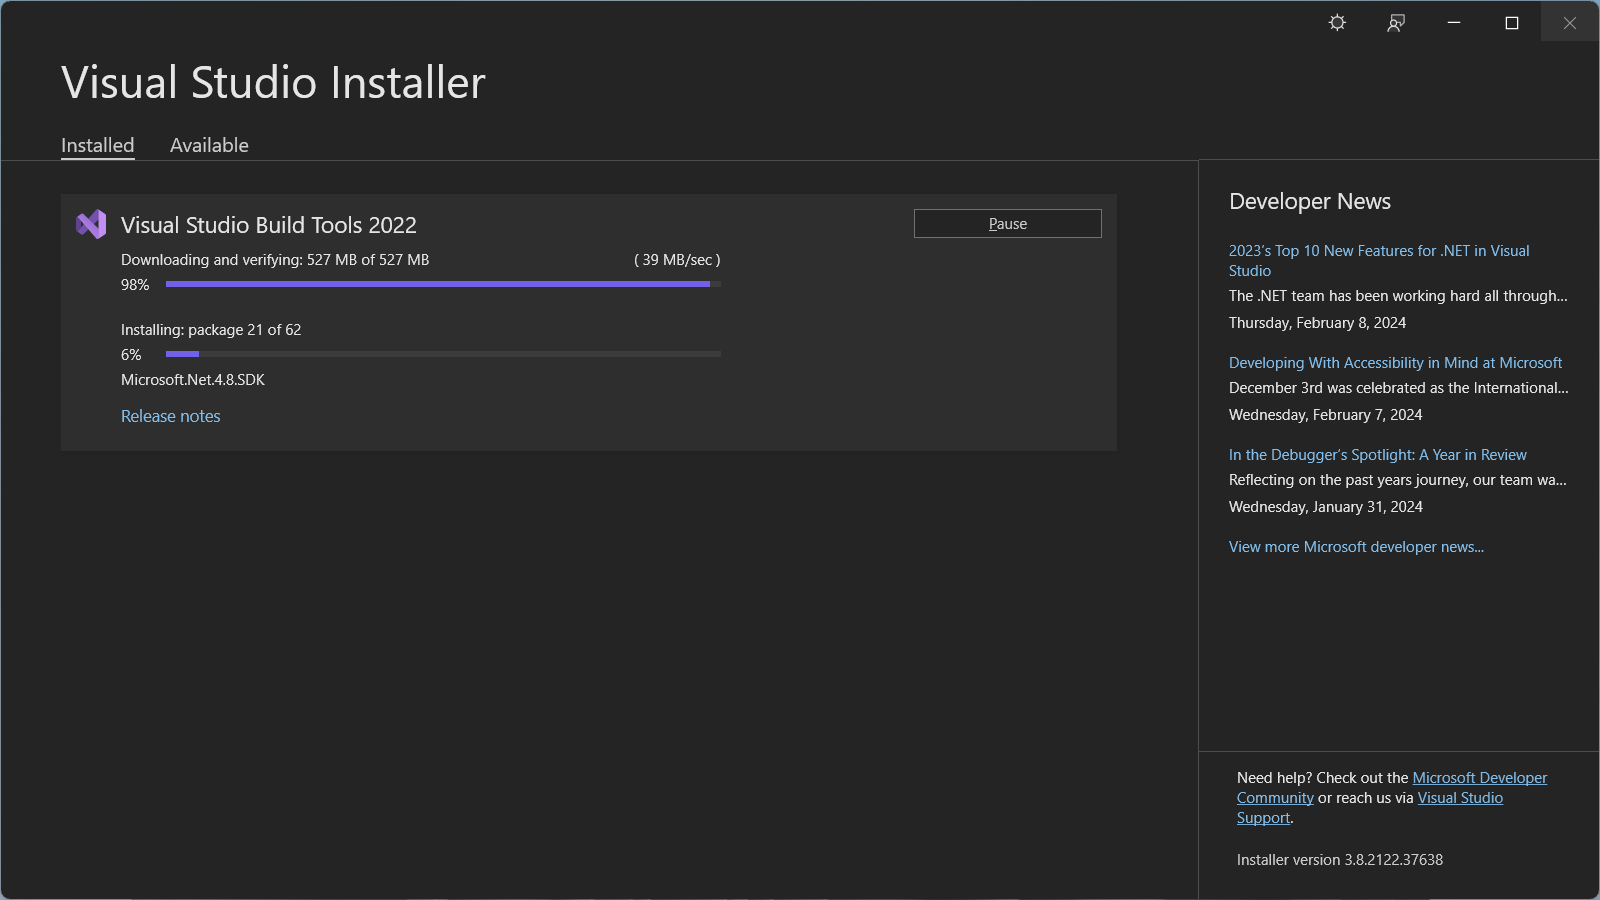 Visual Studio Installer
Installed
Available
Visual Studio Build Tools 2022
Pause
Downloading and verifying: 527 MB of 527 MB
( 39 MB/sec )
98%
Installing: package 21 of 62
6%
Microsoft.Net.4.8.SDK
Release notes
Developer News
2023's Top 10 New Features for .NET in Visual
Studio
The .NET team has been working hard all through...
Thursday, February 8, 2024
Developing With Accessibility in Mind at Microsoft
December 3rd was celebrated as the International...
Wednesday, February 7, 2024
In the Debugger's Spotlight: A Year in Review
Reflecting on the past years journey, our team wa...
Wednesday, January 31, 2024
View more Microsoft developer news...
Need help? Check out the Microsoft Developer
Community or reach us via Visual Studio
Support.
Installer version 3.8.2122.37638